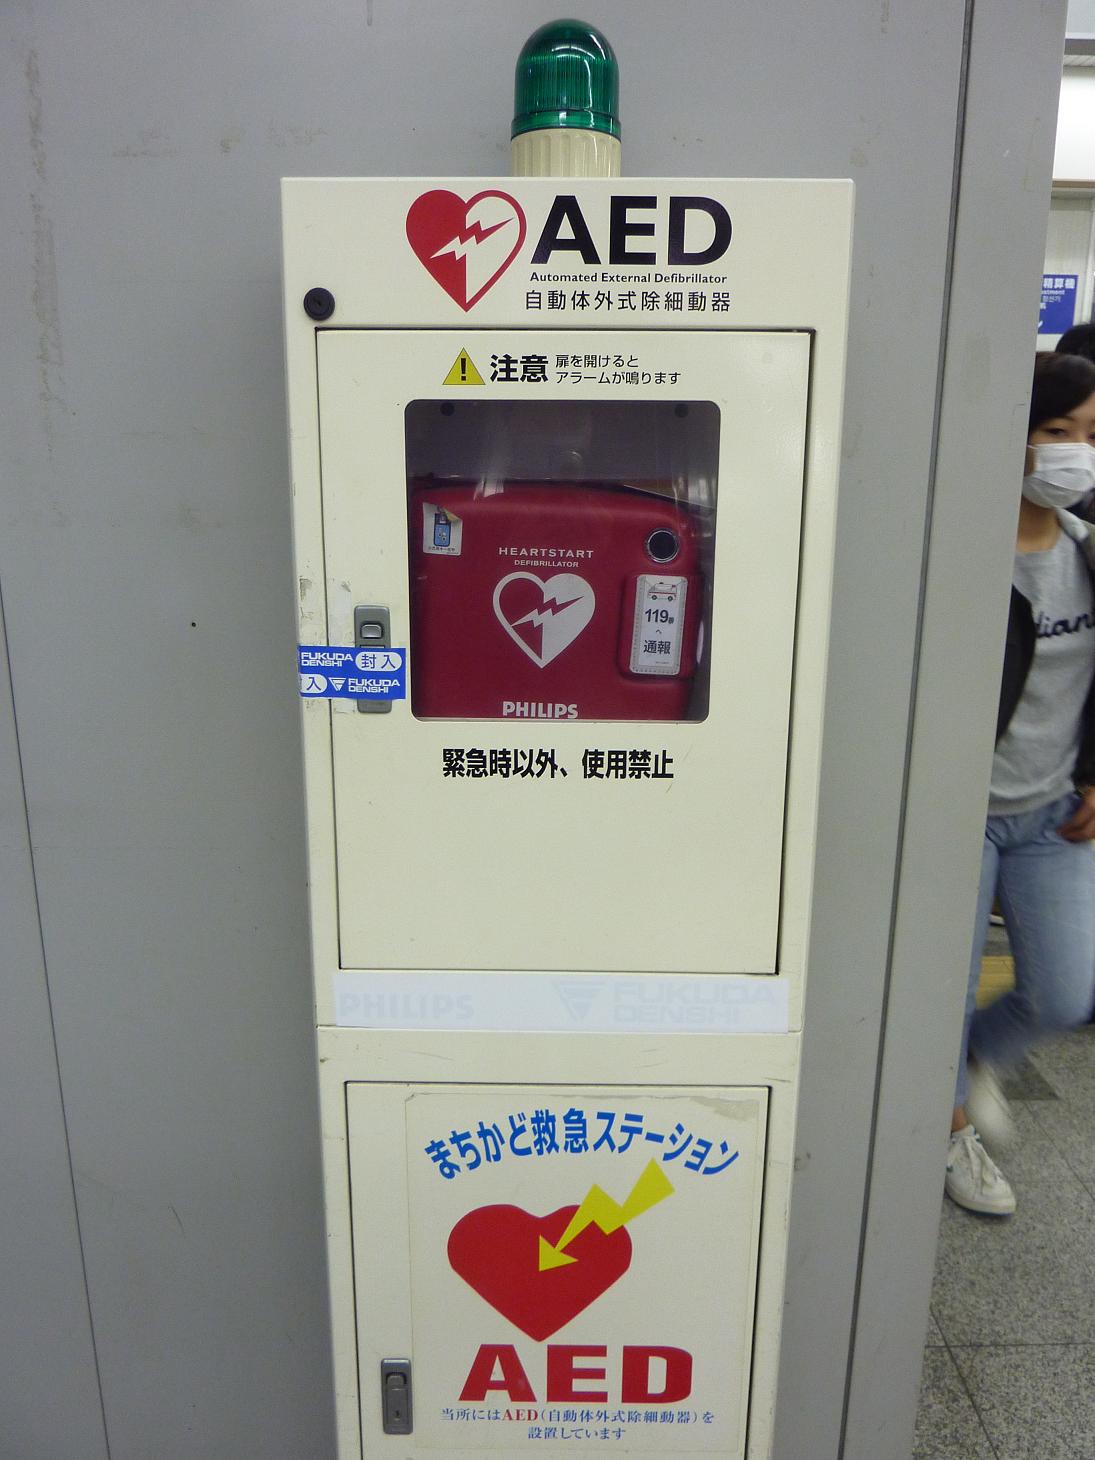 AED
Automated External Defibrillator
自動体外式除細動器
注意
扉を開けると
アラームが鳴ります
HEARTSTART
DEFIBRILLATOR
119番
へ
通報
PHILIPS
FUKUDA
DENSHI
封入
入
FUKUDA
DENSHI
緊急時以外、使用禁止
PHILIPS
FUKUDA
DENSHI
まちかど救急ステーション
AED
当所にはAED(自動体外式除細動器)を
設置しています
精算機